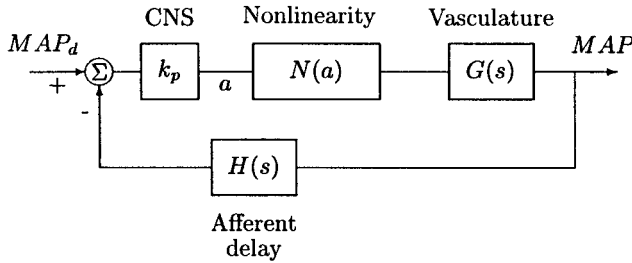 CNS Nonlinearity Vasculature
MAP_d MAP
Σ k_p N(a) G(s)
+ a
-
H(s)
Afferent
delay